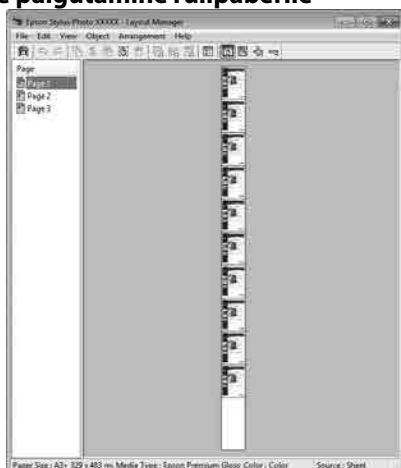 paigutamine rullpaberile
Epson Stylus Photo XXXXX - Layout Manager
File Edit View Object Arrangement Help
Page
Page 1
Page 2
Page 3
Paper Size : A3+ 329 x 483 mm Media Type : Epson Premium Glossy Color : Color Source : Sheet